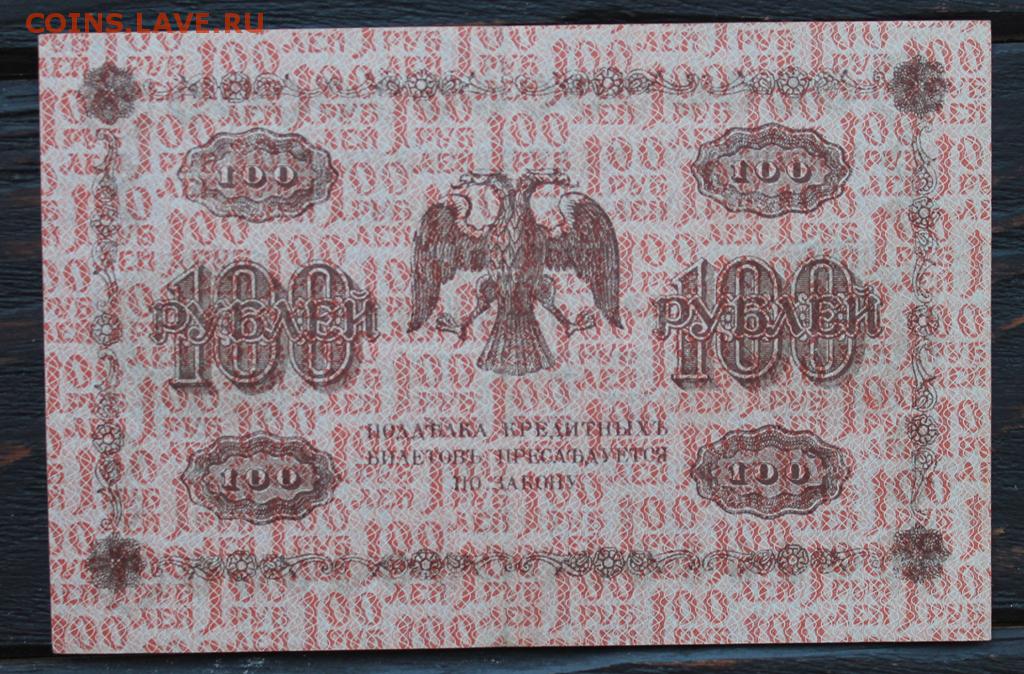 COINS.LAVE.RU
100 100
100 РУБЛЕЙ 100 РУБЛЕЙ
ПОДДѢЛКА КРЕДИТНЫХЪ
БИЛЕТОВЪ ПРЕСЛѢДУЕТСЯ
ПО ЗАКОНУ
100 100